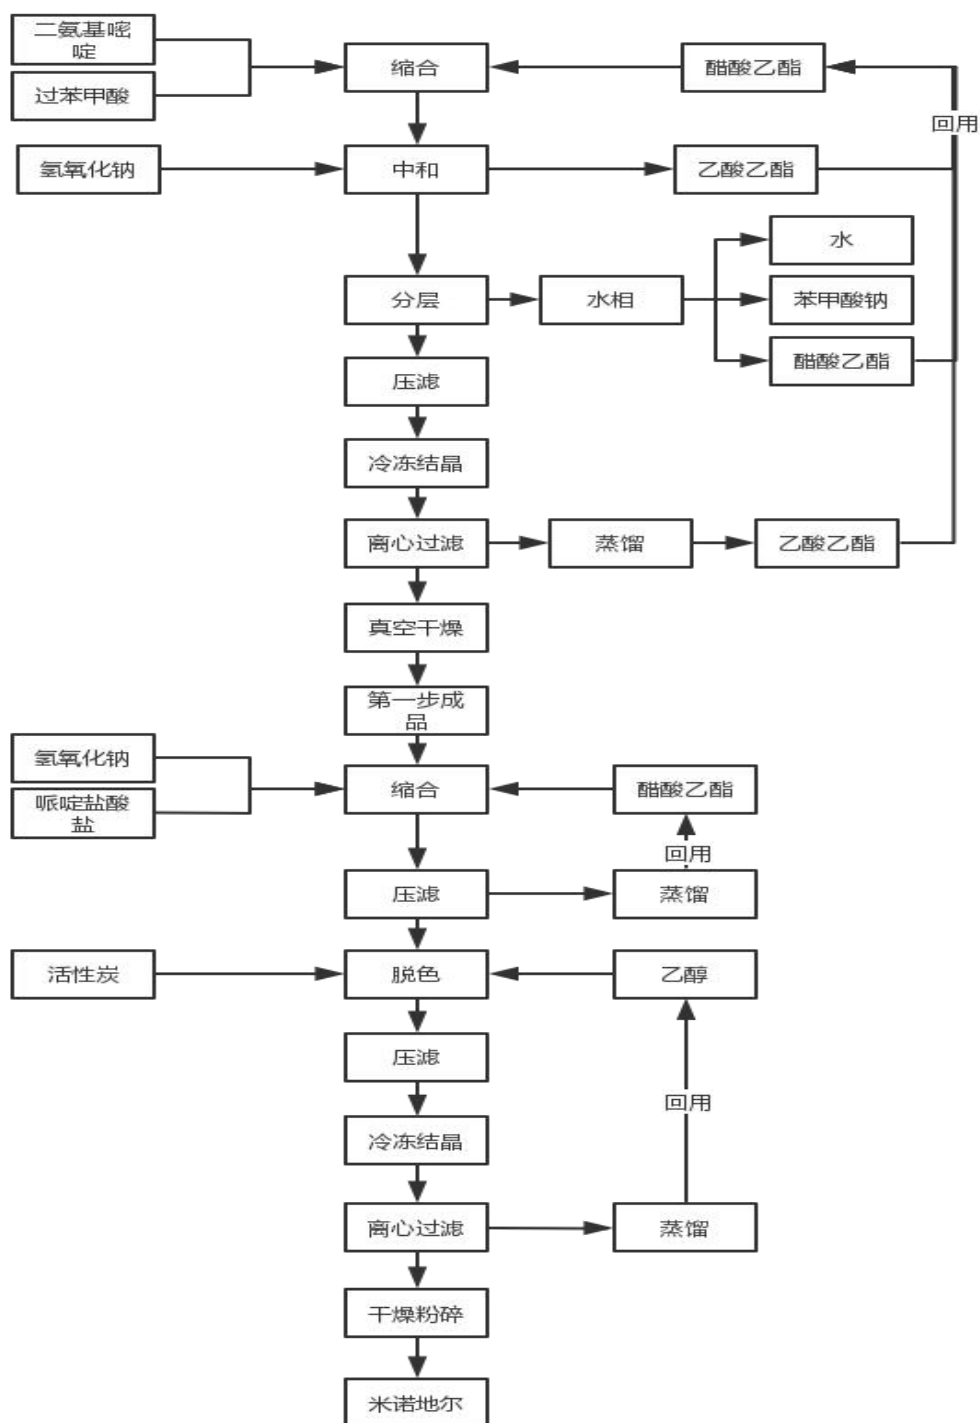 二氨基嘧
啶
过苯甲酸
缩合
醋酸乙酯
回用
氢氧化钠
中和
乙酸乙酯
水
分层
水相
苯甲酸钠
醋酸乙酯
压滤
冷冻结晶
离心过滤
蒸馏
乙酸乙酯
真空干燥
第一步成
品
氢氧化钠
哌啶盐酸
盐
缩合
醋酸乙酯
回用
压滤
蒸馏
活性炭
脱色
乙醇
压滤
回用
冷冻结晶
离心过滤
蒸馏
干燥粉碎
米诺地尔